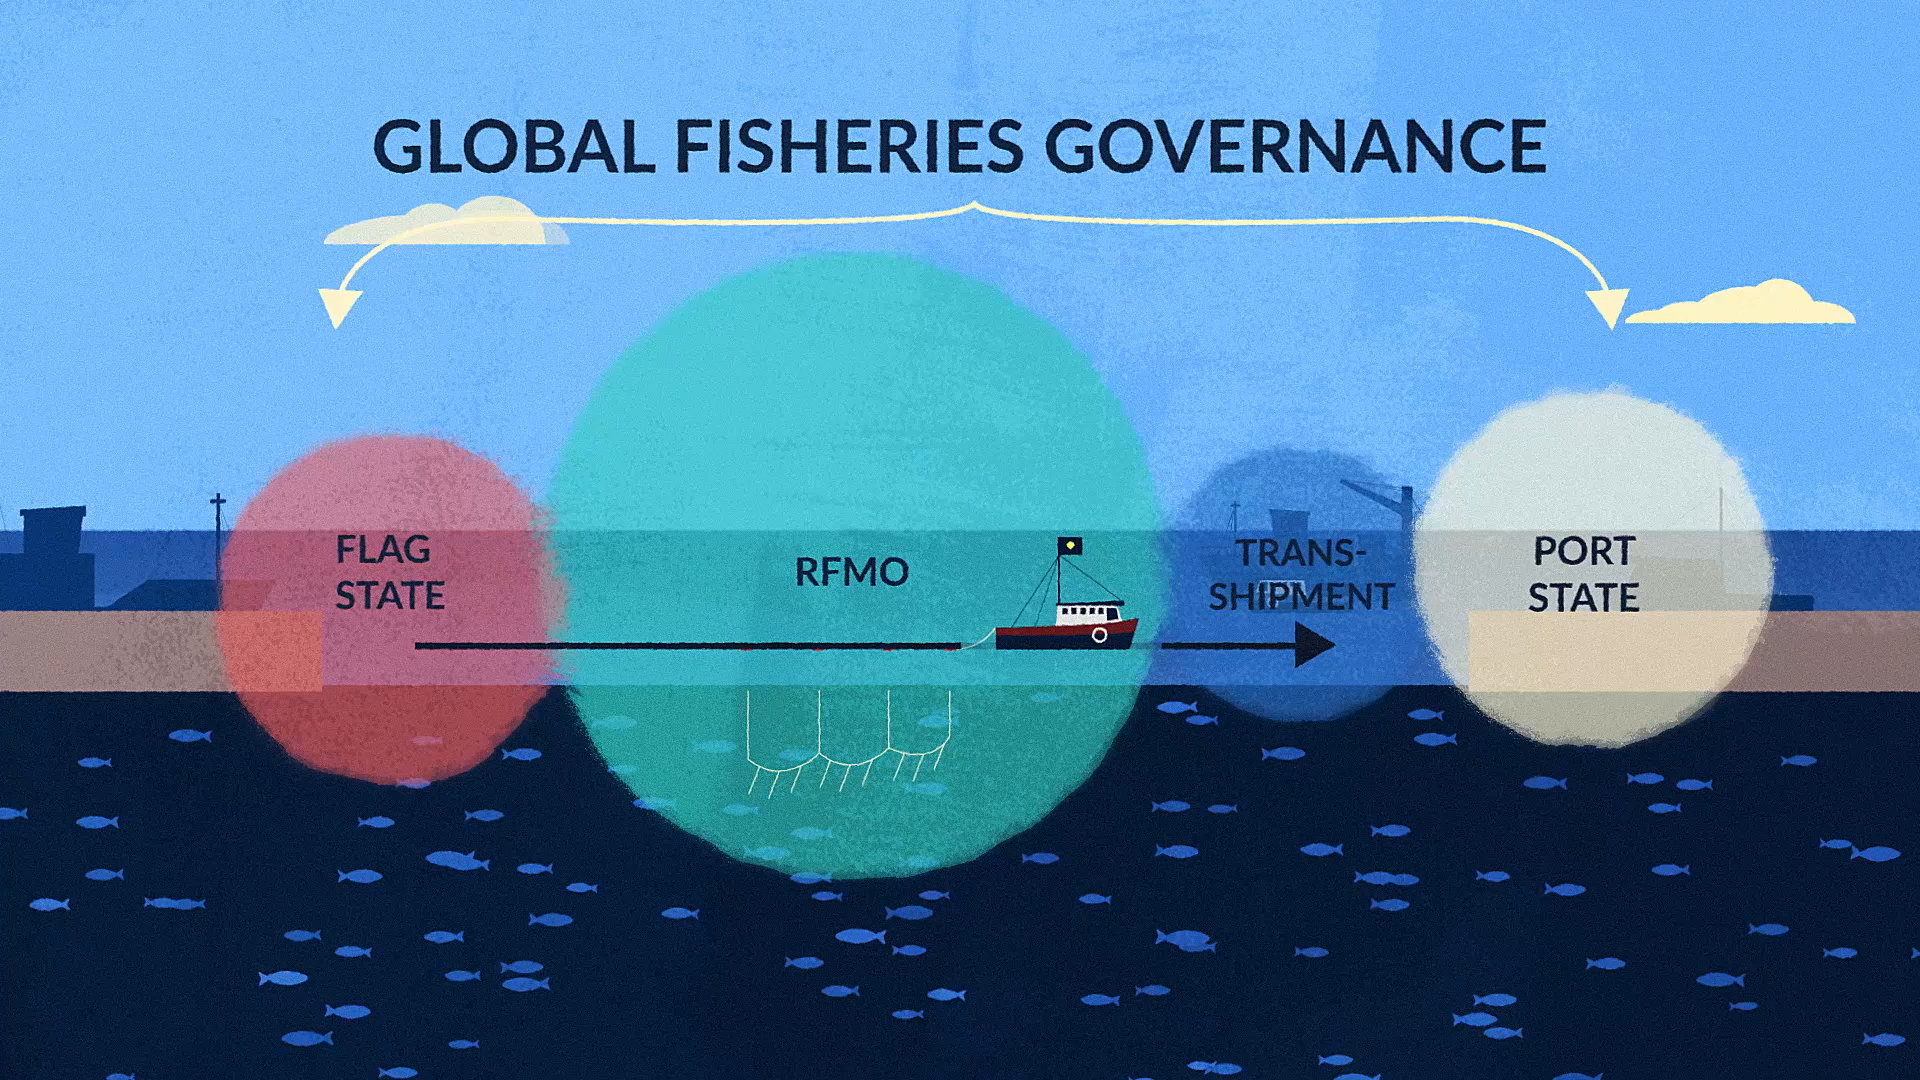 GLOBAL FISHERIES GOVERNANCE
FLAG
STATE
RFMO
TRANS-
SHIPMENT
PORT
STATE